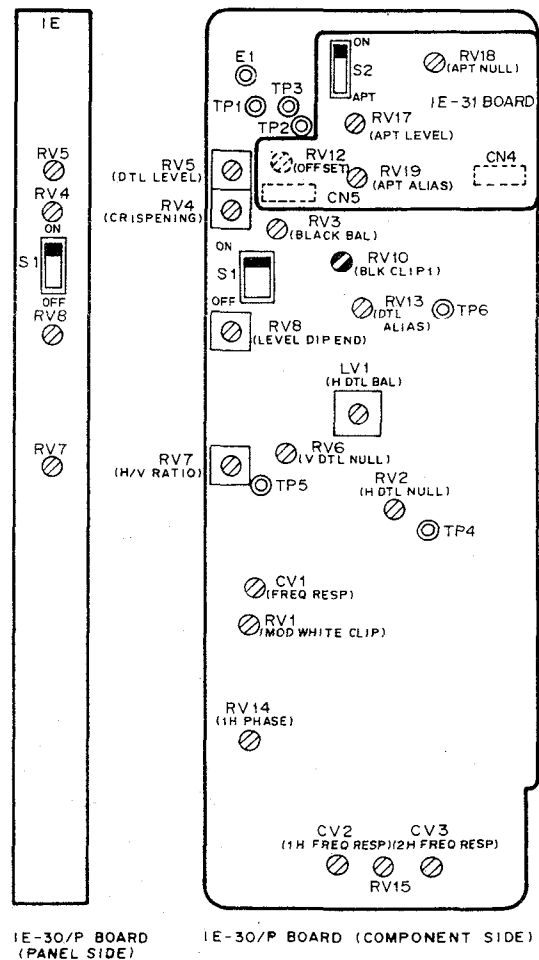 IE
RV5
RV4
ON
S1
OFF
RV8
RV7
IE-30/P BOARD
(PANEL SIDE)
E1
TP3
TP1
TP2
ON
S2
APT
RV18
(APT NULL)
IE-31 BOARD
RV17
(APT LEVEL)
RV5
(DTL LEVEL)
RV12
(OFFSET)
RV19
(APT ALIAS)
CN4
CN5
RV4
(CRISPENING)
RV3
(BLACK BAL)
ON
S1
OFF
RV10
(BLK CLIP1)
RV13
(DTL
ALIAS)
TP6
RV8
(LEVEL DIP END)
LV1
(H DTL BAL)
RV7
(H/V RATIO)
RV6
(V DTL NULL)
TP5
RV2
(H DTL NULL)
TP4
CV1
(FREQ RESP)
RV1
(MOD WHITE CLIP)
RV14
(1H PHASE)
CV2
(1H FREQ RESP)
CV3
(2H FREQ RESP)
RV15
IE-30/P BOARD (COMPONENT SIDE)